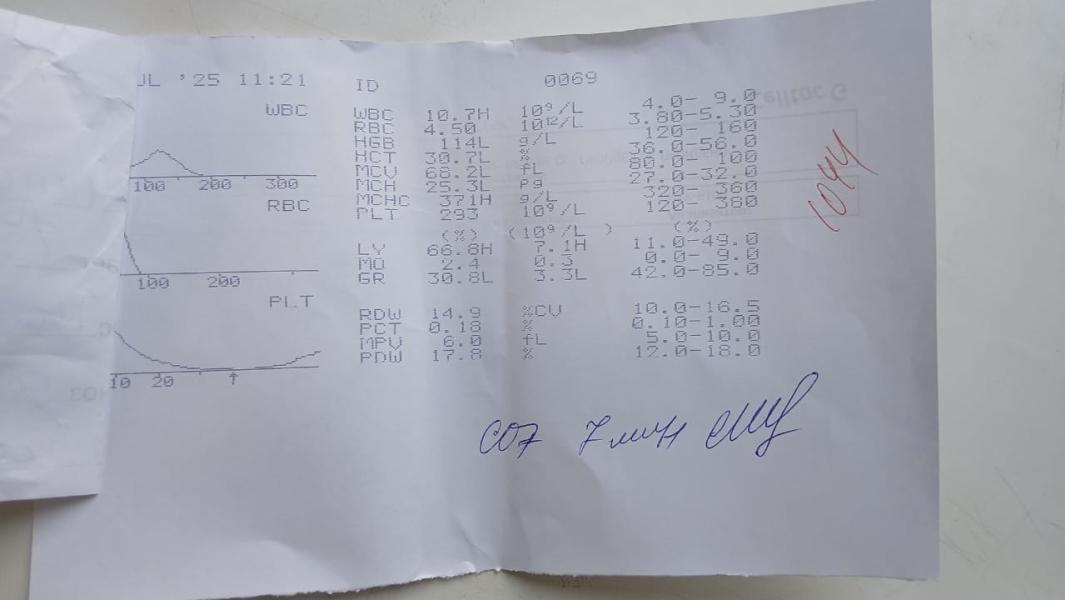 JL '25 11:21 ID 0069
WBC
WBC 10.7H 10⁹/L 4.0- 9.0
RBC 4.50 10¹²/L 3.80-5.30
HGB 114L g/L 120- 160
HCT 30.7L % 36.0-56.0
MCV 68.2L fL 80.0- 100
MCH 25.3L pg 27.0-32.0
MCHC 371H g/L 320- 360
PLT 293 10⁹/L 120- 380
100 200 300
RBC
(%) (10⁹/L ) (%)
LY 66.8H 7.1H 11.0-49.0
MO 2.4 0.3 0.0- 9.0
GR 30.8L 3.3L 42.0-85.0
100 200
PLT
RDW 14.9 %CV 10.0-16.5
PCT 0.18 % 0.10-1.00
MPV 6.0 fL 5.0-10.0
PDW 17.8 % 12.0-18.0
10 20
1044
СОЭ 7 мм/ч